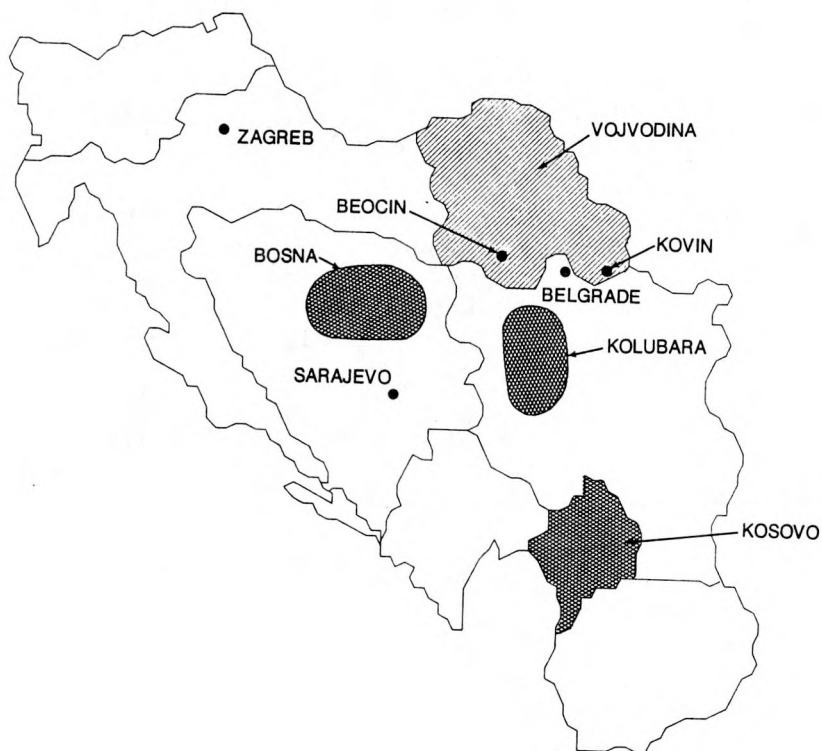 ZAGREB
VOJVODINA
BEOCIN
BOSNA
KOVIN
BELGRADE
KOLUBARA
SARAJEVO
KOSOVO